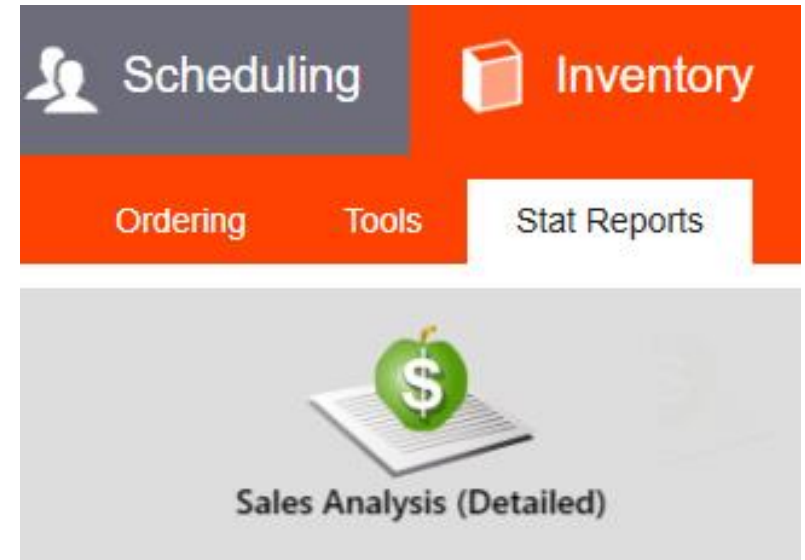 Scheduling Inventory
Ordering Tools Stat Reports
$
Sales Analysis (Detailed)